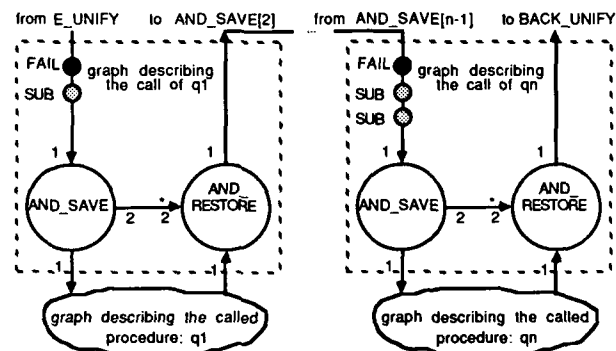 from E_UNIFY to AND_SAVE[2] ... from AND_SAVE[n-1] to BACK_UNIFY
FAIL
SUB
graph describing
the call of q1
1
1
AND_SAVE
2
*
2
AND_
RESTORE
1
1
graph describing the called
procedure: q1
FAIL
SUB
SUB
graph describing
the call of qn
1
1
AND_SAVE
2
*
2
AND_
RESTORE
1
1
graph describing the called
procedure: qn